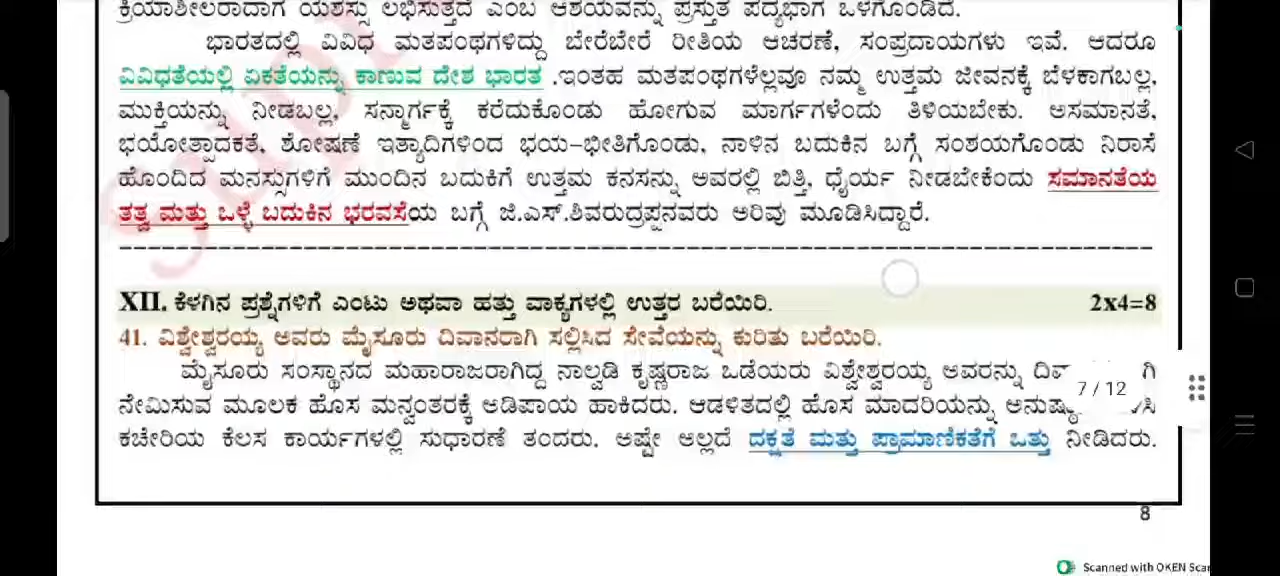 ಕ್ರಿಯಾಶೀಲರಾದಾಗ ಯಶಸ್ಸು ಲಭಿಸುತ್ತದೆ ಎಂಬ ಆಶಯವನ್ನು ಪ್ರಸ್ತುತ ಪದ್ಯಭಾಗ ಒಳಗೊಂಡಿದೆ.
ಭಾರತದಲ್ಲಿ ವಿವಿಧ ಮತಪಂಥಗಳಿದ್ದು ಬೇರೆಬೇರೆ ರೀತಿಯ ಆಚರಣೆ, ಸಂಪ್ರದಾಯಗಳು ಇವೆ. ಆದರೂ
ವಿವಿಧತೆಯಲ್ಲಿ ಏಕತೆಯನ್ನು ಕಾಣುವ ದೇಶ ಭಾರತ .ಇಂತಹ ಮತಪಂಥಗಳೆಲ್ಲವೂ ನಮ್ಮ ಉತ್ತಮ ಜೀವನಕ್ಕೆ ಬೆಳಕಾಗಬಲ್ಲ,
ಮುಕ್ತಿಯನ್ನು ನೀಡಬಲ್ಲ, ಸನ್ಮಾರ್ಗಕ್ಕೆ ಕರೆದುಕೊಂಡು ಹೋಗುವ ಮಾರ್ಗಗಳೆಂದು ತಿಳಿಯಬೇಕು. ಅಸಮಾನತೆ,
ಭಯೋತ್ಪಾದಕತೆ, ಶೋಷಣೆ ಇತ್ಯಾದಿಗಳಿಂದ ಭಯ-ಭೀತಿಗೊಂಡು, ನಾಳಿನ ಬದುಕಿನ ಬಗ್ಗೆ ಸಂಶಯಗೊಂಡು ನಿರಾಸೆ
ಹೊಂದಿದ ಮನಸ್ಸುಗಳಿಗೆ ಮುಂದಿನ ಬದುಕಿಗೆ ಉತ್ತಮ ಕನಸನ್ನು ಅವರಲ್ಲಿ ಬಿತ್ತಿ, ಧೈರ್ಯ ನೀಡಬೇಕೆಂದು ಸಮಾನತೆಯ
ತತ್ವ ಮತ್ತು ಒಳ್ಳೆ ಬದುಕಿನ ಭರವಸೆಯ ಬಗ್ಗೆ ಜಿ.ಎಸ್.ಶಿವರುದ್ರಪ್ಪನವರು ಅರಿವು ಮೂಡಿಸಿದ್ದಾರೆ.
XII. ಕೆಳಗಿನ ಪ್ರಶ್ನೆಗಳಿಗೆ ಎಂಟು ಅಥವಾ ಹತ್ತು ವಾಕ್ಯಗಳಲ್ಲಿ ಉತ್ತರ ಬರೆಯಿರಿ. 2x4=8
41. ವಿಶ್ವೇಶ್ವರಯ್ಯ ಅವರು ಮೈಸೂರು ದಿವಾನರಾಗಿ ಸಲ್ಲಿಸಿದ ಸೇವೆಯನ್ನು ಕುರಿತು ಬರೆಯಿರಿ.
ಮೈಸೂರು ಸಂಸ್ಥಾನದ ಮಹಾರಾಜರಾಗಿದ್ದ ನಾಲ್ವಡಿ ಕೃಷ್ಣರಾಜ ಒಡೆಯರು ವಿಶ್ವೇಶ್ವರಯ್ಯ ಅವರನ್ನು
7 / 12
ನೇಮಿಸುವ ಮೂಲಕ ಹೊಸ ಮನ್ವಂತರಕ್ಕೆ ಅಡಿಪಾಯ ಹಾಕಿದರು. ಆಡಳಿತದಲ್ಲಿ ಹೊಸ ಮಾದರಿಯನ್ನು
ಕಚೇರಿಯ ಕೆಲಸ ಕಾರ್ಯಗಳಲ್ಲಿ ಸುಧಾರಣೆ ತಂದರು. ಅಷ್ಟೇ ಅಲ್ಲದೆ ದಕ್ಷತೆ ಮತ್ತು ಪ್ರಾಮಾಣಿಕತೆಗೆ ಒತ್ತು ನೀಡಿದರು.
8
Scanned with OKEN Scan